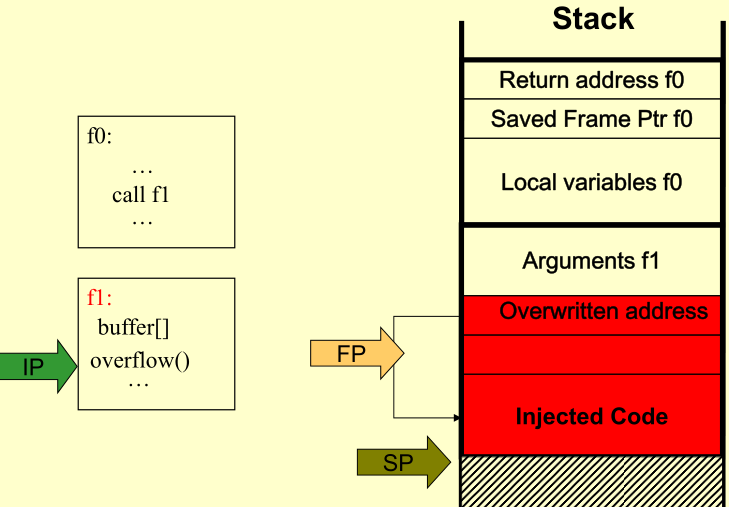 Stack
Return address f0
Saved Frame Ptr f0
Local variables f0
Arguments f1
Overwritten address
Injected Code
f0:
…
call f1
…
f1:
buffer[]
overflow()
…
IP
FP
SP